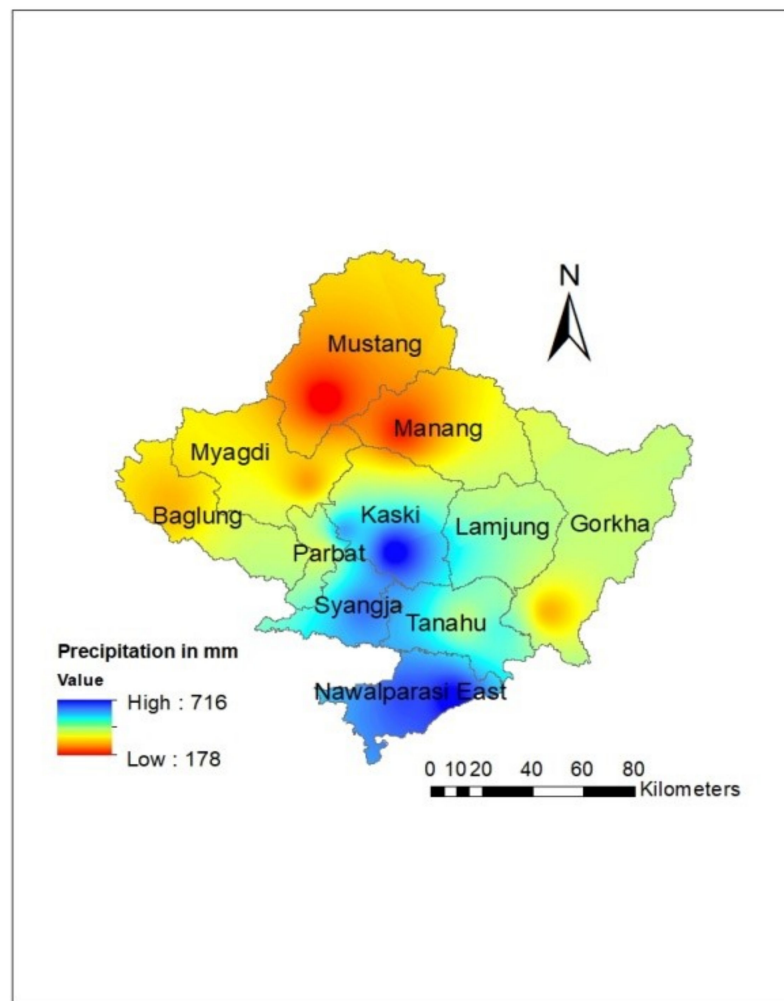 N
Mustang
Manang
Myagdi
Kaski
Baglung
Lamjung
Gorkha
Parbat
Syangja
Tanahu
Precipitation in mm
Value
High : 716
Low : 178
Nawalparasi East
0 10 20 40 60 80
Kilometers